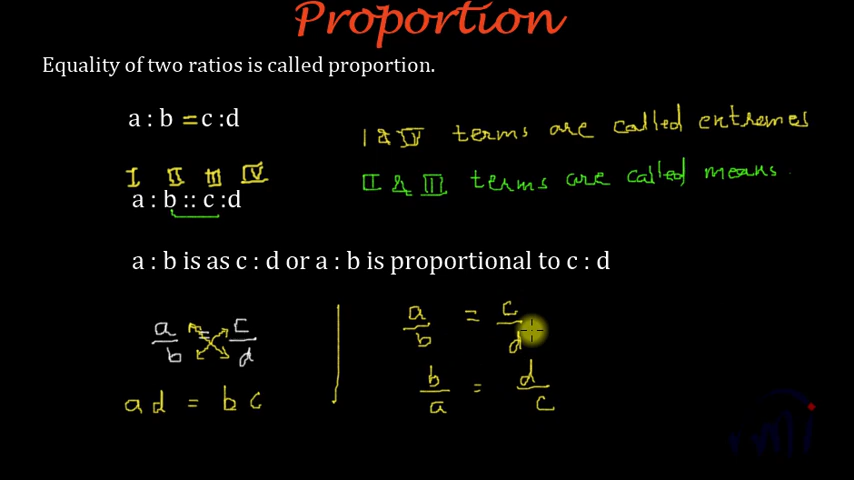 Proportion
Equality of two ratios is called proportion.
a : b = c :d
I & IV terms are called extremes
I II III IV
II & III terms are called means.
a : b :: c :d
a : b is as c : d or a : b is proportional to c : d
a/b = c/d
a/b = c/d
b/a = d/c
ad = bc